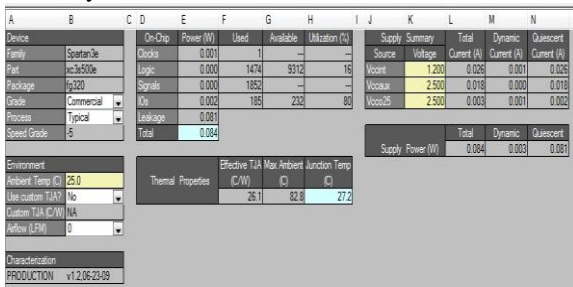 A B C D E F G H I J K L M N
Device On-Chip Power (W) Used Available Utilization (%) Supply Summary Total Dynamic Quiescent
Family Spartan3e Clocks 0.001 1 -- -- Source Voltage Current (A) Current (A) Current (A)
Part xc3s500e Logic 0.000 1474 9312 16 Vccint 1.200 0.026 0.001 0.026
Package fg320 Signals 0.000 1852 -- -- Vccaux 2.500 0.018 0.000 0.018
Grade Commercial IOs 0.002 185 232 80 Vcco25 2.500 0.003 0.001 0.002
Process Typical Leakage 0.081
Speed Grade -5 Total 0.084 Total Dynamic Quiescent
Supply Power (W) 0.084 0.003 0.081
Environment Effective TJA Max Ambient Junction Temp
Ambient Temp (C) 25.0 Thermal Properties (C/W) (C) (C)
Use custom TJA? No 26.1 82.8 27.2
Custom TJA (C/W) NA
Airflow (LFM) 0
Characterization
PRODUCTION v1.2,06-23-09